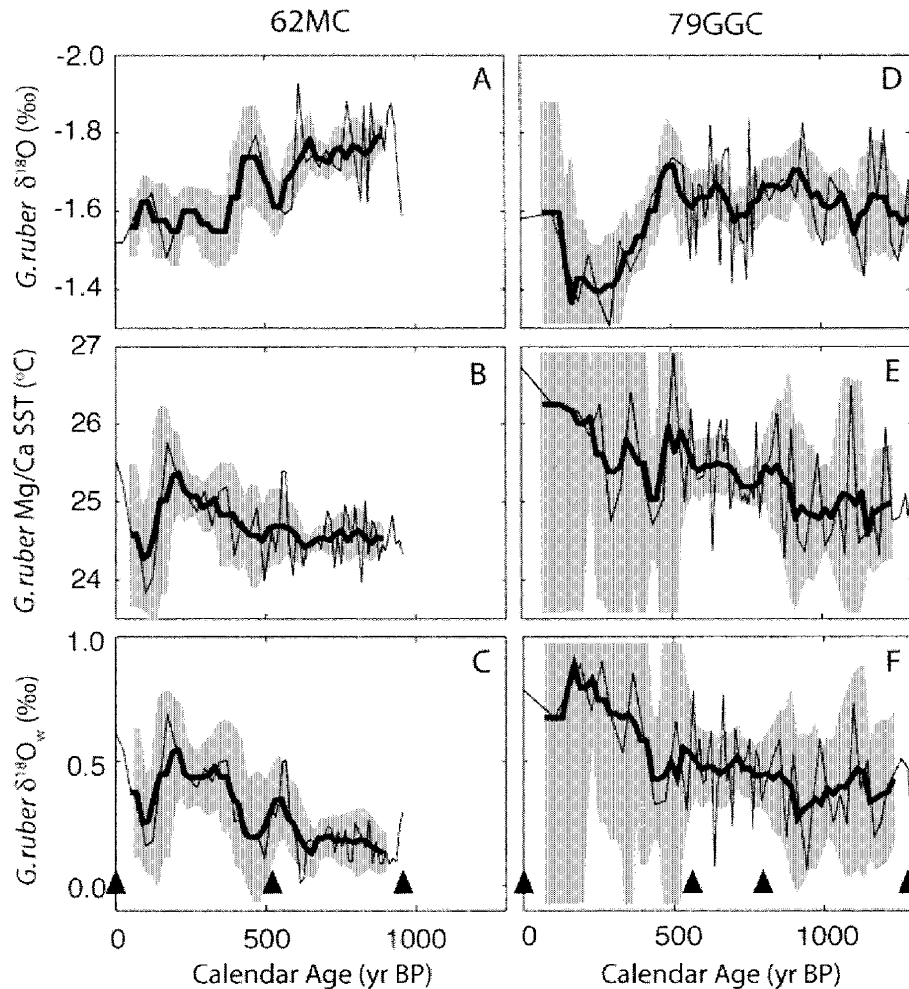 62MC
79GGC
G.ruber δ¹⁸O (‰)
-2.0
-1.8
-1.6
-1.4
A
D
G.ruber Mg/Ca SST (°C)
27
26
25
24
B
E
G.ruber δ¹⁸Ow (‰)
1.0
0.5
0.0
C
F
0
500
1000
0
500
1000
Calendar Age (yr BP)
Calendar Age (yr BP)